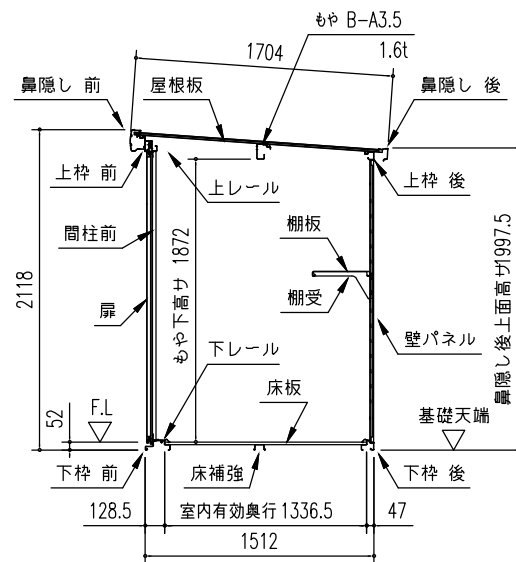 もや B-A3.5
1704
1.6t
鼻隠し 前
屋根板
鼻隠し 後
上枠 前
上レール
上枠 後
間柱前
棚板
もや下高サ 1872
2118
扉
棚受
壁パネル
鼻隠し後上面高サ1997.5
下レール
床板
52
F.L
基礎天端
下枠 前
床補強
下枠 後
128.5
室内有効奥行1336.5
47
1512